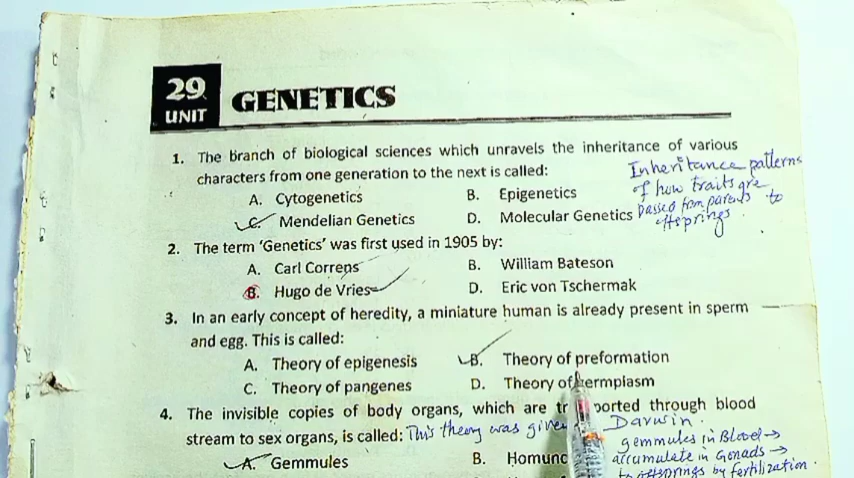 29
UNIT
GENETICS
1. The branch of biological sciences which unravels the inheritance of various
characters from one generation to the next is called:
Inheritance patterns
of how traits are
passed from parents to
offsprings.
A. Cytogenetics B. Epigenetics
C. Mendelian Genetics D. Molecular Genetics
2. The term 'Genetics' was first used in 1905 by:
A. Carl Correns B. William Bateson
B. Hugo de Vries D. Eric von Tschermak
3. In an early concept of heredity, a miniature human is already present in sperm
and egg. This is called:
A. Theory of epigenesis B. Theory of preformation
C. Theory of pangenes D. Theory of
4. The invisible copies of body organs, which are through blood
stream to sex organs, is called: This theory was Darwin.
gemmules in Blood →
accumulate in Gonads →
to offsprings by fertilization.
A. Gemmules B.